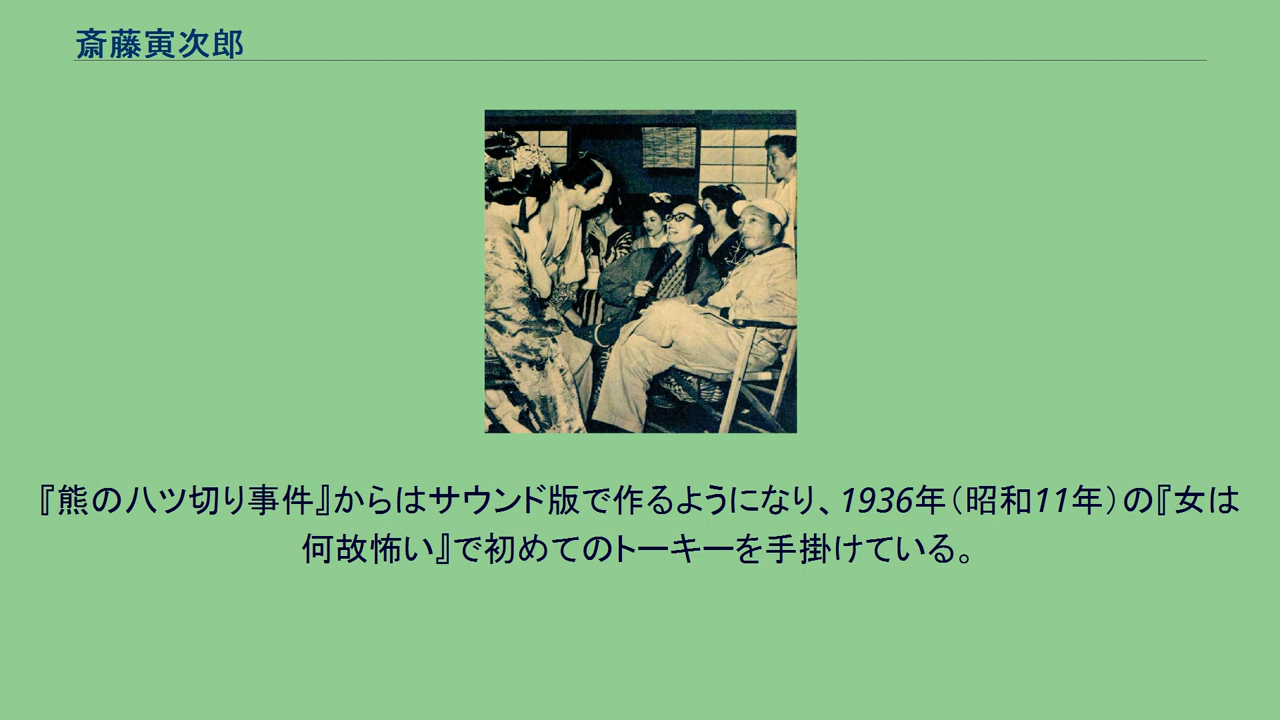 斎藤寅次郎
『熊の八ツ切り事件』からはサウンド版で作るようになり、1936年（昭和11年）の『女は
何故怖い』で初めてのトーキーを手掛けている。